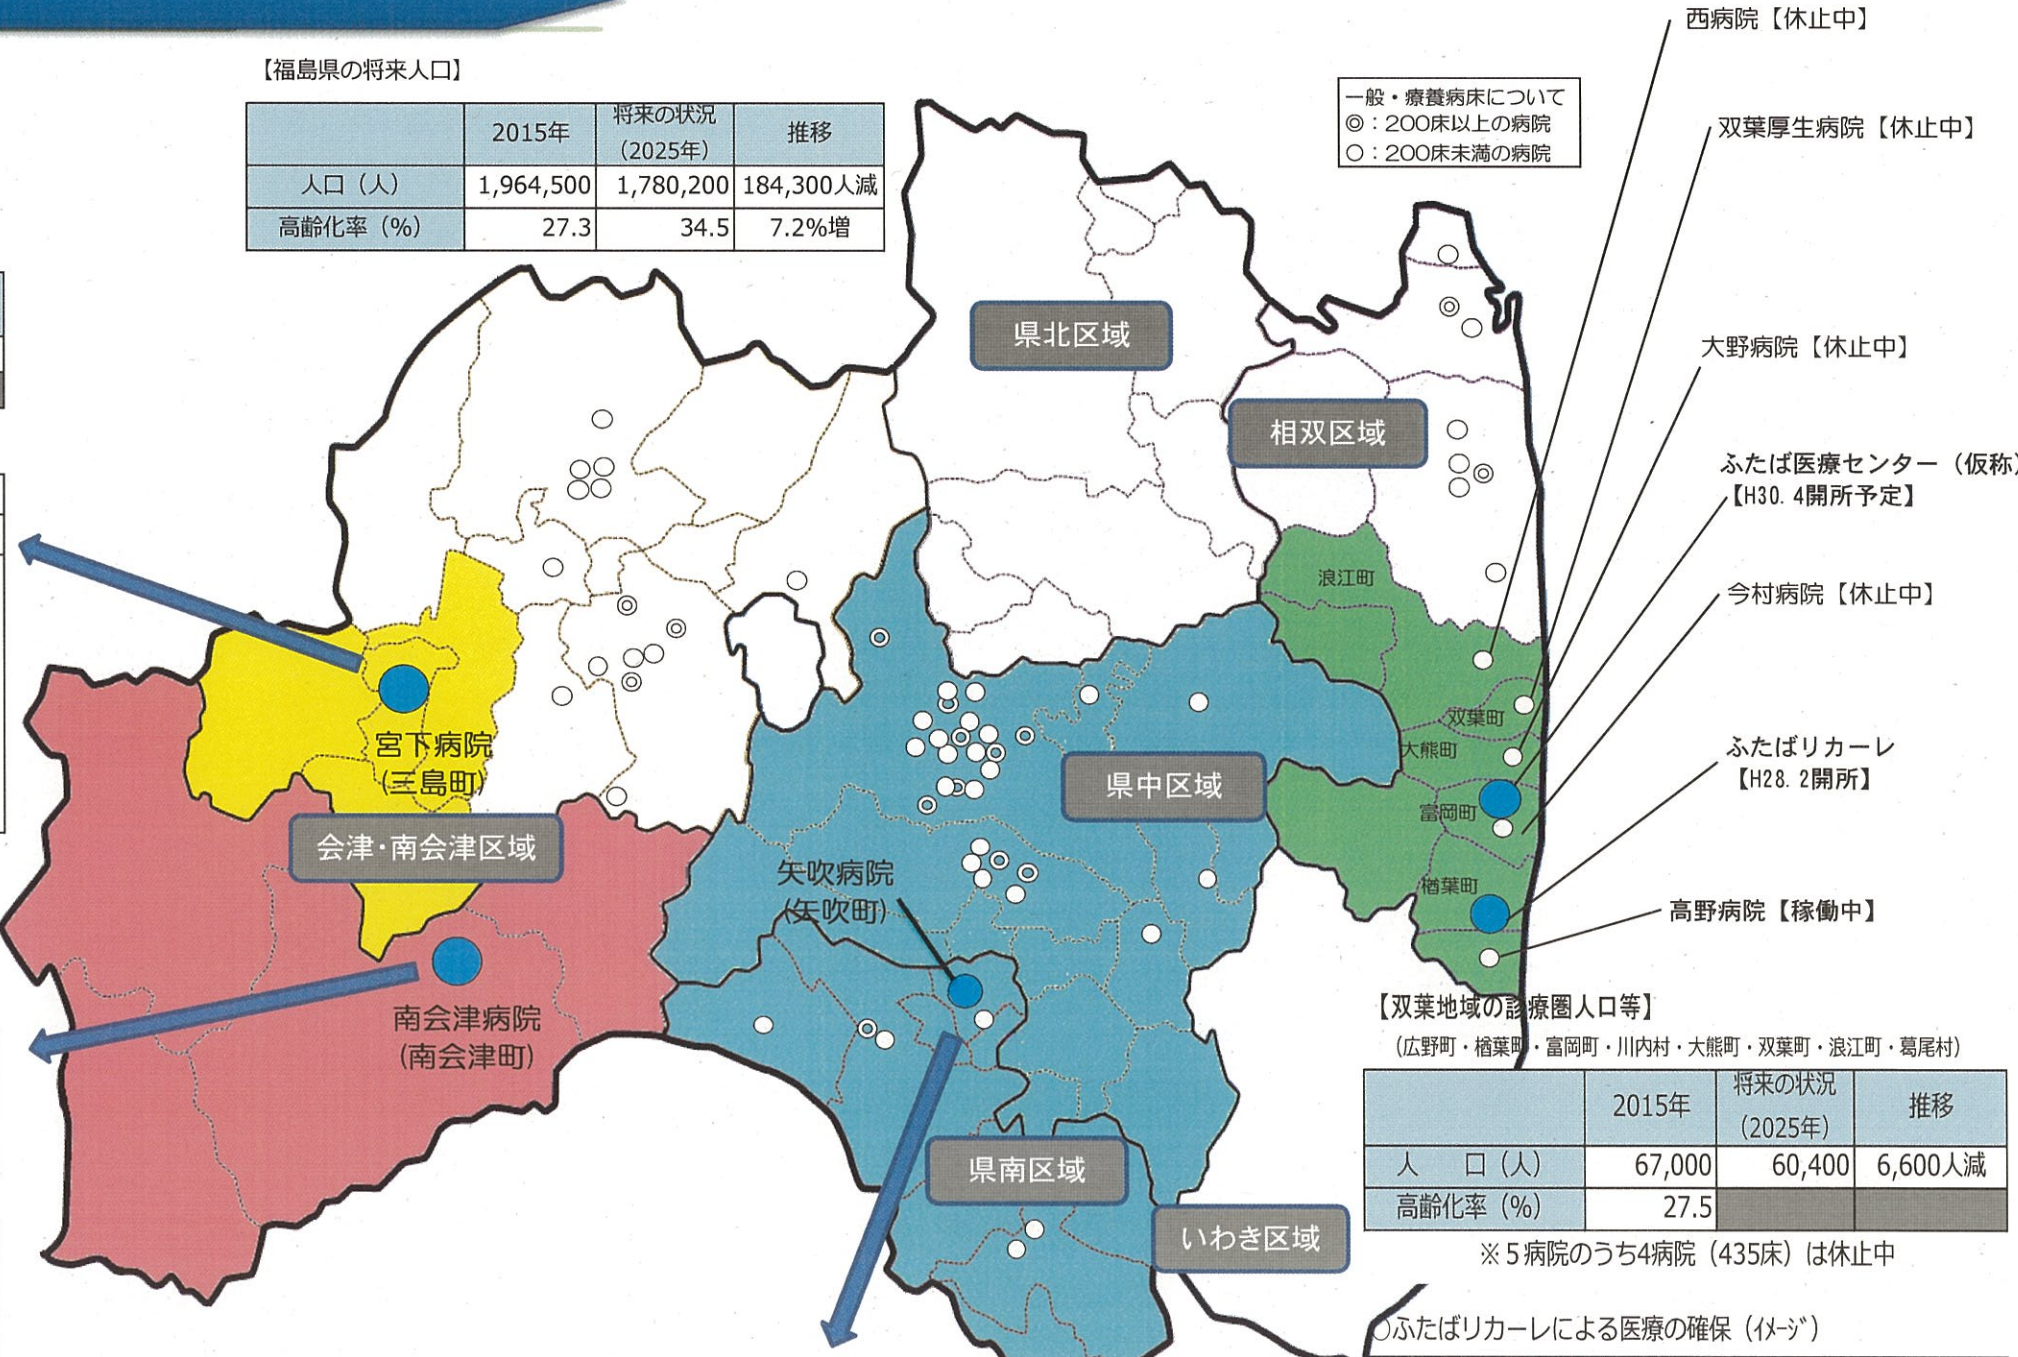 【福島県の将来人口】
2015年 将来の状況(2025年) 推移
人口（人） 1,964,500 1,780,200 184,300人減
高齢化率（%） 27.3 34.5 7.2%増
一般・療養病床について
◎：200床以上の病院
○：200床未満の病院
西病院【休止中】
双葉厚生病院【休止中】
大野病院【休止中】
ふたば医療センター（仮称）
【H30.4開所予定】
今村病院【休止中】
ふたばリカーレ
【H28.2開所】
高野病院【稼働中】
県北区域
相双区域
県中区域
会津・南会津区域
県南区域
いわき区域
浪江町
双葉町
大熊町
富岡町
楢葉町
宮下病院
(三島町)
南会津病院
(南会津町)
矢吹病院
(矢吹町)
【双葉地域の診療圏人口等】
（広野町・楢葉町・富岡町・川内村・大熊町・双葉町・浪江町・葛尾村）
2015年 将来の状況(2025年) 推移
人　口（人） 67,000 60,400 6,600人減
高齢化率（%） 27.5
※５病院のうち4病院（435床）は休止中
○ふたばリカーレによる医療の確保（ｲﾒｰｼﾞ）